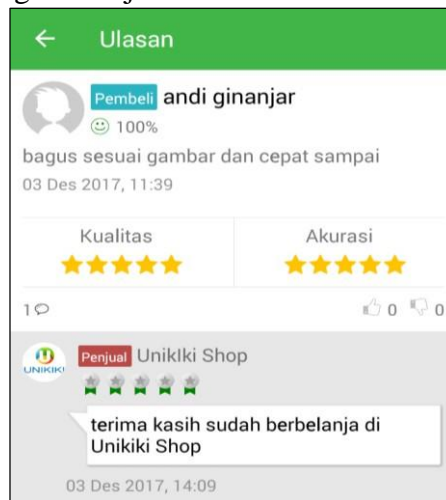 Ulasan
Pembeli andi ginanjar
100%
bagus sesuai gambar dan cepat sampai
03 Des 2017, 11:39
Kualitas Akurasi
1 0 0
UNIKIKI Penjual UnikIki Shop
terima kasih sudah berbelanja di
Unikiki Shop
03 Des 2017, 14:09